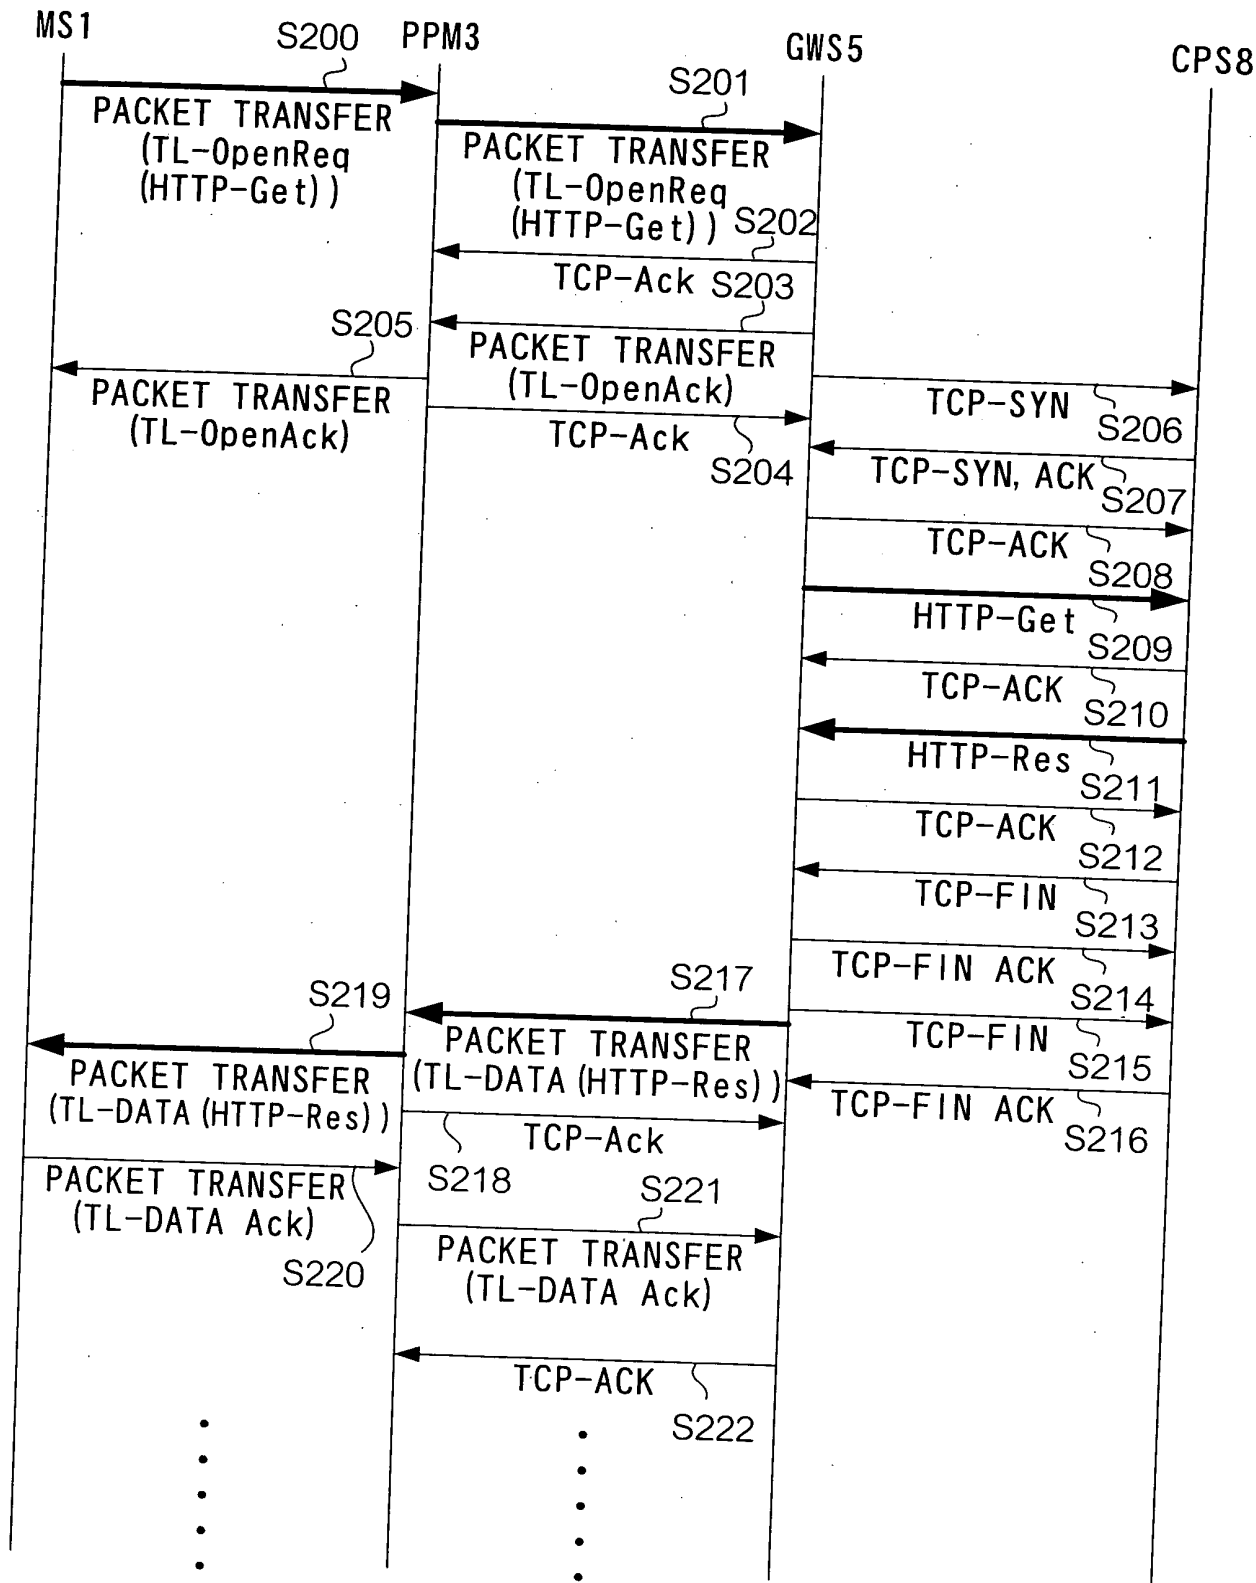 MS1
PPM3
GWS5
CPS8
S200
PACKET TRANSFER
(TL-OpenReq
(HTTP-Get))
S201
PACKET TRANSFER
(TL-OpenReq
(HTTP-Get))
S202
TCP-Ack
S203
PACKET TRANSFER
(TL-OpenAck)
S205
PACKET TRANSFER
(TL-OpenAck)
TCP-Ack
S204
TCP-SYN
S206
TCP-SYN, ACK
S207
TCP-ACK
S208
HTTP-Get
S209
TCP-ACK
S210
HTTP-Res
S211
TCP-ACK
S212
TCP-FIN
S213
TCP-FIN ACK
S214
S217
PACKET TRANSFER
(TL-DATA (HTTP-Res))
TCP-FIN
S215
S219
PACKET TRANSFER
(TL-DATA (HTTP-Res))
TCP-FIN ACK
S216
TCP-Ack
S218
PACKET TRANSFER
(TL-DATA Ack)
S220
S221
PACKET TRANSFER
(TL-DATA Ack)
TCP-ACK
S222